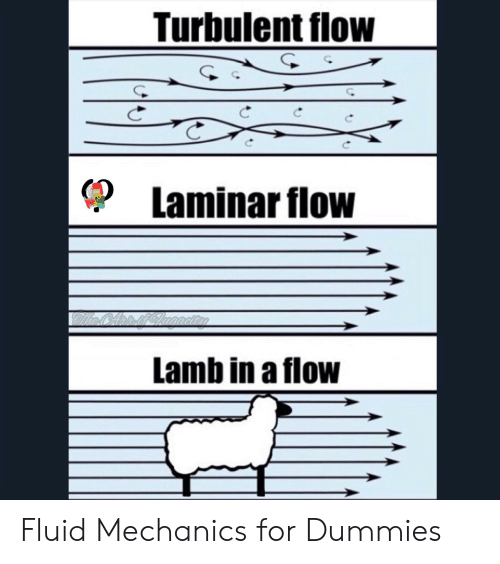 Turbulent flow
Laminar flow
Lamb in a flow
Fluid Mechanics for Dummies